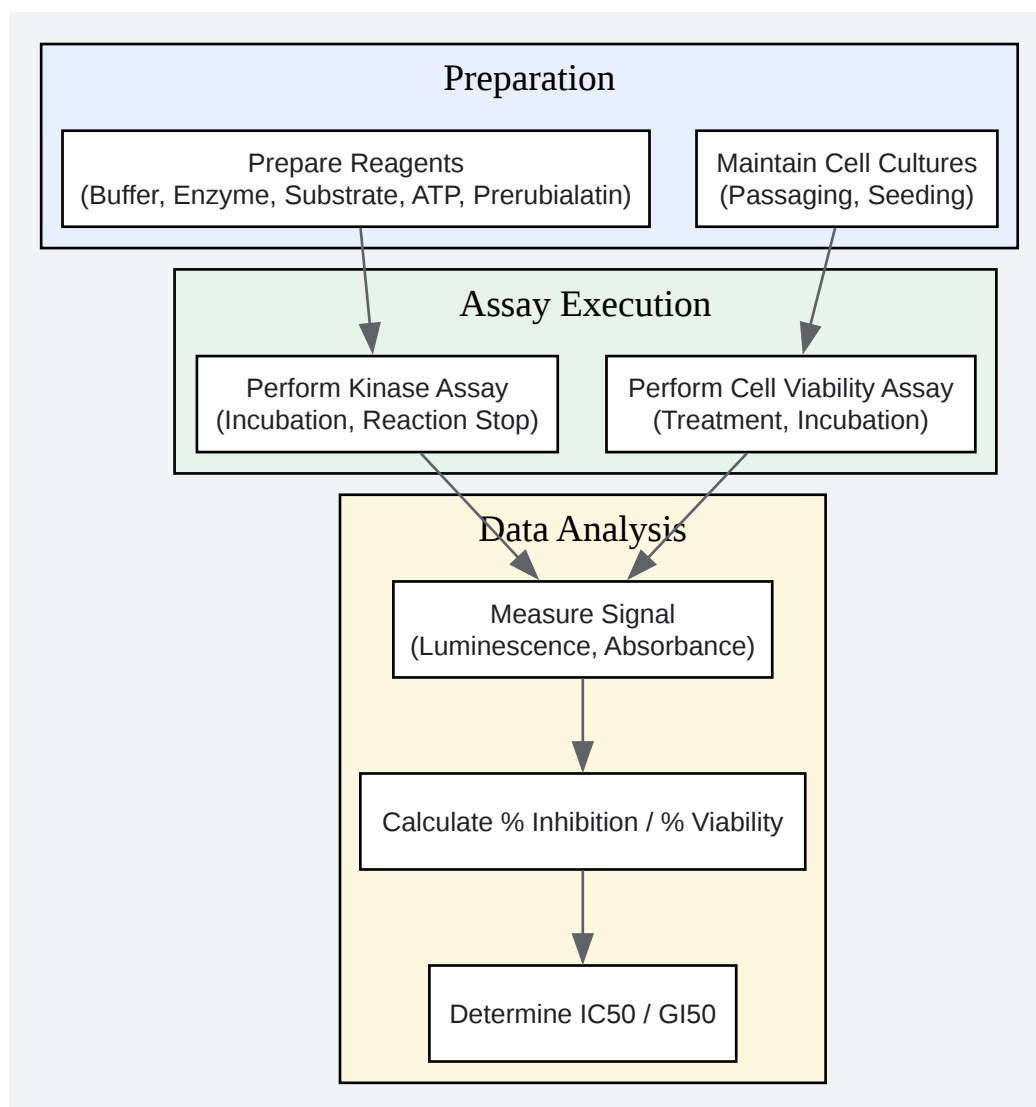 Preparation
Prepare Reagents
(Buffer, Enzyme, Substrate, ATP, Prerubialatin)
Maintain Cell Cultures
(Passaging, Seeding)
Assay Execution
Perform Kinase Assay
(Incubation, Reaction Stop)
Perform Cell Viability Assay
(Treatment, Incubation)
Data Analysis
Measure Signal
(Luminescence, Absorbance)
Calculate % Inhibition / % Viability
Determine IC50 / GI50